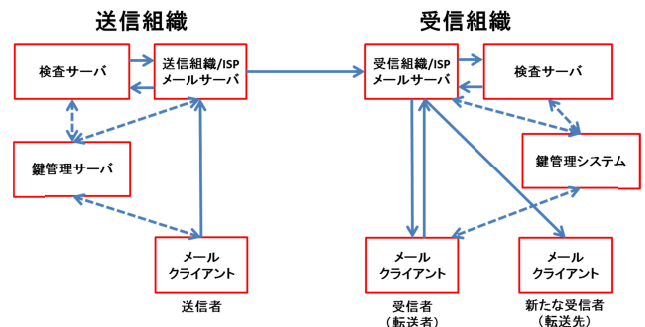 送信組織
受信組織
検査サーバ
送信組織/ISP
メールサーバ
受信組織/ISP
メールサーバ
検査サーバ
鍵管理サーバ
鍵管理システム
メール
クライアント
メール
クライアント
メール
クライアント
送信者
受信者
（転送者）
新たな受信者
（転送先）